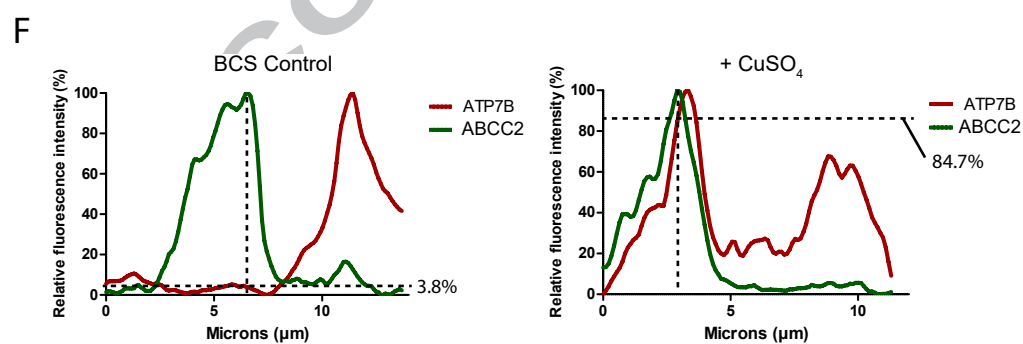 F
BCS Control
Relative fluorescence intensity (%)
100
80
60
40
20
0
0
5
10
Microns (µm)
ATP7B
ABCC2
3.8%
+ CuSO₄
Relative fluorescence intensity (%)
100
80
60
40
20
0
0
5
10
Microns (µm)
ATP7B
ABCC2
84.7%